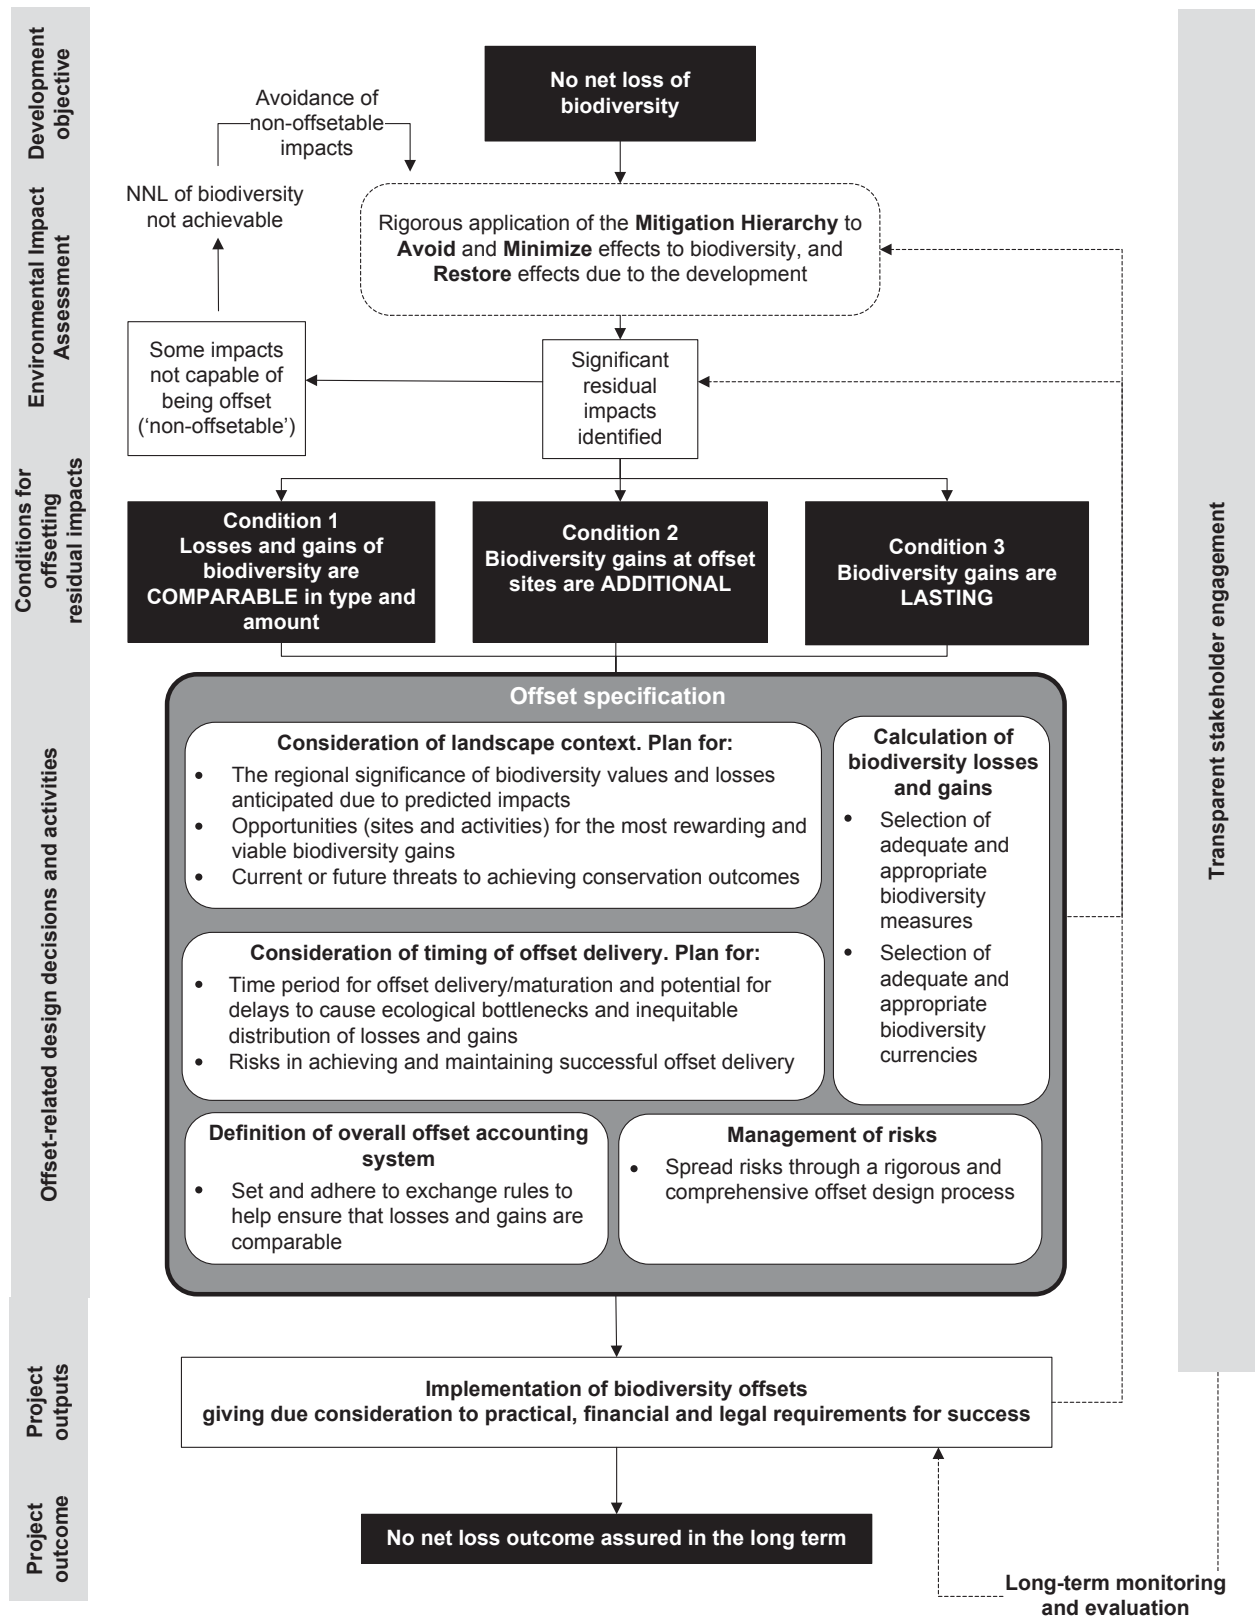 Development
objective
Environmental Impact
Assessment
Conditions for
offsetting
residual impacts
Offset-related design decisions and activities
Project
outputs
Project
outcome
No net loss of
biodiversity
Avoidance of
non-offsetable
impacts
NNL of biodiversity
not achievable
Rigorous application of the Mitigation Hierarchy to
Avoid and Minimize effects to biodiversity, and
Restore effects due to the development
Some impacts
not capable of
being offset
(‘non-offsetable’)
Significant
residual
impacts
identified
Condition 1
Losses and gains of
biodiversity are
COMPARABLE in type and
amount
Condition 2
Biodiversity gains at offset
sites are ADDITIONAL
Condition 3
Biodiversity gains are
LASTING
Offset specification
Consideration of landscape context. Plan for:
• The regional significance of biodiversity values and losses
anticipated due to predicted impacts
• Opportunities (sites and activities) for the most rewarding and
viable biodiversity gains
• Current or future threats to achieving conservation outcomes
Calculation of
biodiversity losses
and gains
• Selection of
adequate and
appropriate
biodiversity
measures
• Selection of
adequate and
appropriate
biodiversity
currencies
Consideration of timing of offset delivery. Plan for:
• Time period for offset delivery/maturation and potential for
delays to cause ecological bottlenecks and inequitable
distribution of losses and gains
• Risks in achieving and maintaining successful offset delivery
Definition of overall offset accounting
system
• Set and adhere to exchange rules to
help ensure that losses and gains are
comparable
Management of risks
• Spread risks through a rigorous and
comprehensive offset design process
Implementation of biodiversity offsets
giving due consideration to practical, financial and legal requirements for success
No net loss outcome assured in the long term
Transparent stakeholder engagement
Long-term monitoring
and evaluation